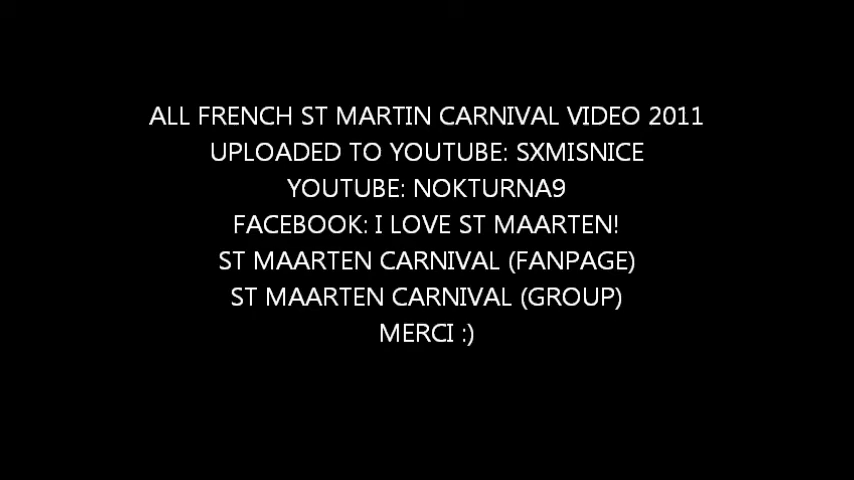 ALL FRENCH ST MARTIN CARNIVAL VIDEO 2011
UPLOADED TO YOUTUBE: SXMISNICE
YOUTUBE: NOKTURNA9
FACEBOOK: I LOVE ST MAARTEN!
ST MAARTEN CARNIVAL (FANPAGE)
ST MAARTEN CARNIVAL (GROUP)
MERCI :)